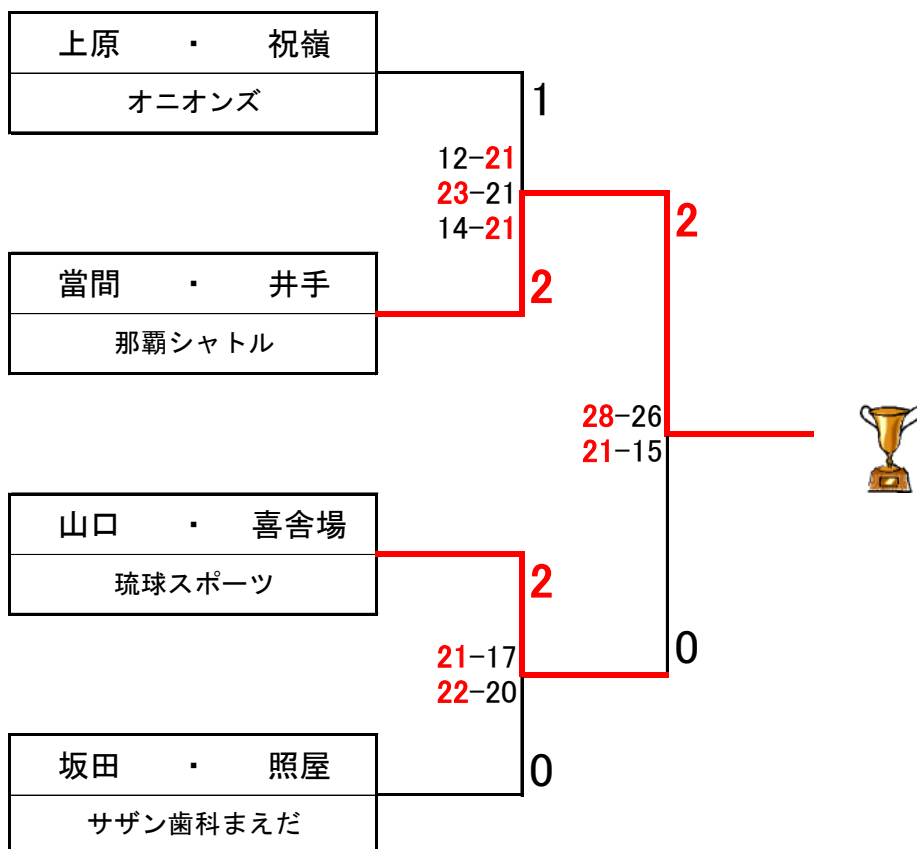 上原 ・ 祝嶺
オニオンズ
1
12-21
23-21
14-21
2
當間 ・ 井手
2
那覇シャトル
28-26
21-15
山口 ・ 喜舎場
2
琉球スポーツ
0
21-17
22-20
坂田 ・ 照屋
0
サザン歯科まえだ